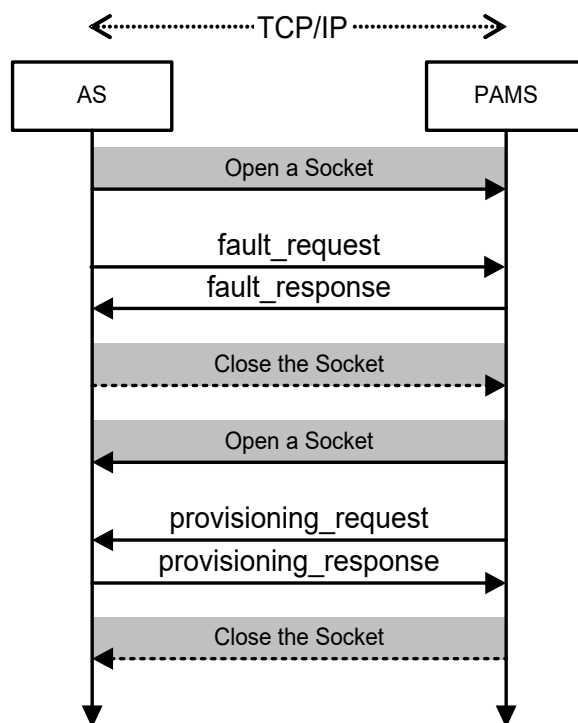 TCP/IP
AS
PAMS
Open a Socket
fault_request
fault_response
Close the Socket
Open a Socket
provisioning_request
provisioning_response
Close the Socket